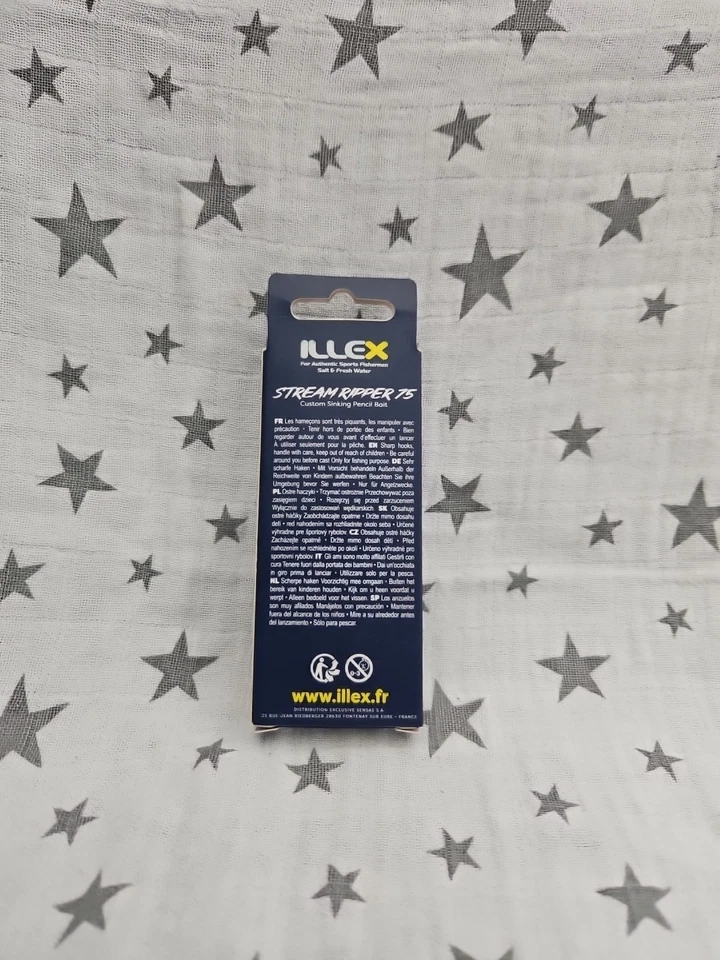 ILLEX
For Authentic Sports Fishermen
Salt & Fresh Water
STREAM RIPPER 75
Custom Sinking Pencil Bait
FR Les hameçons sont très piquants, les manipuler avec
précaution • Tenir hors de portée des enfants • Bien
regarder autour de vous avant d'effectuer un lancer
À utiliser seulement pour la pêche. EN Sharp hooks,
handle with care, keep out of reach of children • Be careful
around you before cast Only for fishing purpose. DE Sehr
scharfe Haken • Mit Vorsicht behandeln Außerhalb der
Reichweite von Kindern aufbewahren Beachten Sie ihre
Umgebung bevor Sie werfen • Nur für Angelzwecke.
PL Ostre haczyki • Trzymać ostrożnie Przechowywać poza
zasięgiem dzieci • Rozejrzyj się przed zarzuceniem
Wyłącznie do zastosowań wędkarskich. SK Obsahuje
ostré háčiky Zaobchádzajte opatrne • Držte mimo dosahu
detí • red nahodením sa rozhliadnite okolo seba • Určené
výhradne pre športový rybolov. CZ Obsahuje ostré háčky
Zacházejte opatrně • Držte mimo dosah dětí • Před
nahozením se rozhlédněte po okolí • Určeno výhradně pro
sportovní rybolov. IT Gli ami sono molto affilati Gestirli con
cura Tenere fuori dalla portata dei bambini • Dai un'occhiata
in giro prima di lanciar • Utilizzare solo per la pesca.
NL Scherpe haken Voorzichtig mee omgaan • Buiten het
bereik van kinderen houden • Kijk om u heen voordat u
werpt • Alleen bedoeld voor het vissen. SP Los anzuelos
son muy afilados. Manájelos con precaución • Mantener
fuera del alcance de los niños • Mire a su alrededor antes
del lanzamiento • Sólo para pescar.
0-3
www.illex.fr
DISTRIBUTION EXCLUSIVE SENSAS S.A.
21 RUE JEAN RIEDBERGER 28630 FONTENAY SUR EURE - FRANCE